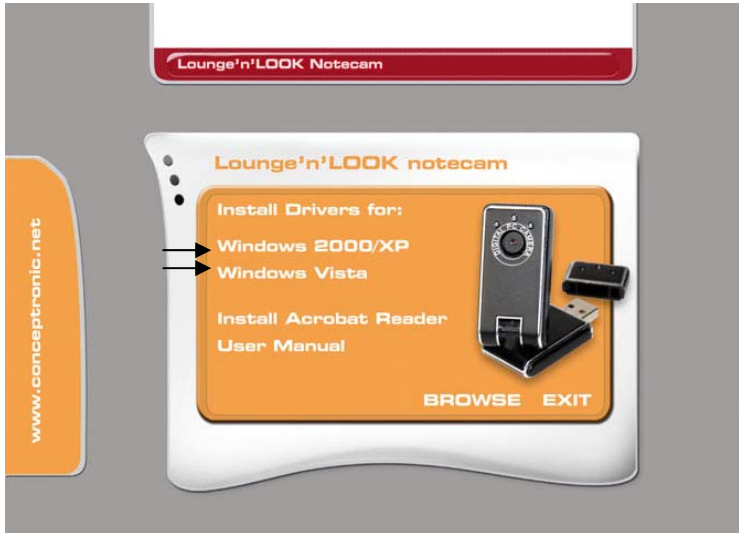 Lounge'n'LOOK Notecam
www.conceptronic.net
Lounge'n'LOOK notecam
Install Drivers for:
Windows 2000/XP
Windows Vista
Install Acrobat Reader
User Manual
DIGITAL PC CAMERA
BROWSE EXIT